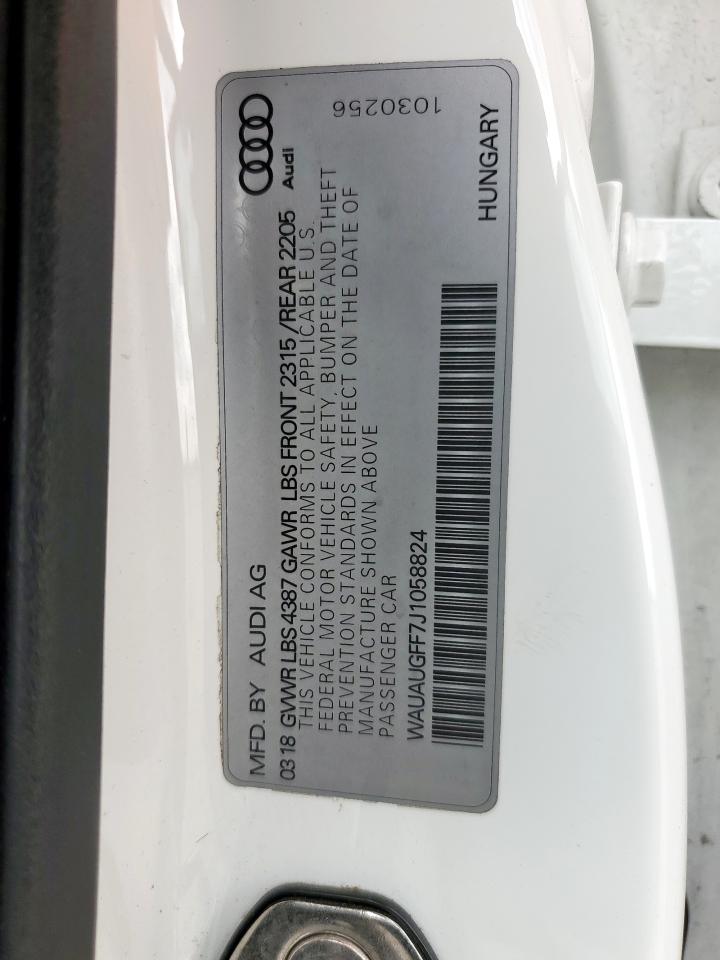 MFD. BY AUDI AG
Audi
03 18 GVWR LBS 4387 GAWR LBS FRONT 2315 /REAR 2205
THIS VEHICLE CONFORMS TO ALL APPLICABLE U.S.
FEDERAL MOTOR VEHICLE SAFETY, BUMPER AND THEFT
PREVENTION STANDARDS IN EFFECT ON THE DATE OF
MANUFACTURE SHOWN ABOVE
PASSENGER CAR
WAUAUGFF7J1058824
HUNGARY
1030256